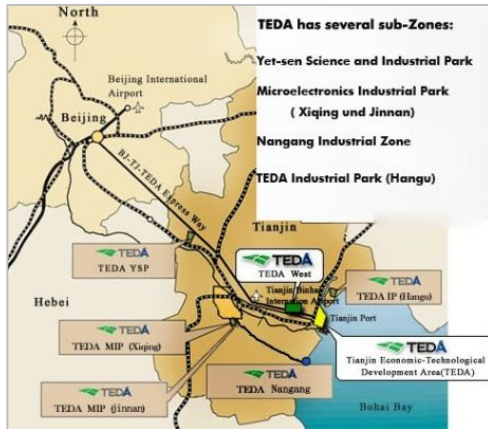 North
TEDA has several sub-Zones:
Yet-sen Science and Industrial Park
Microelectronics Industrial Park
( Xiqing und Jinnan)
Nangang Industrial Zone
TEDA Industrial Park (Hangu)
Beijing International
Airport
Beijing
BJ-TJ-TEDA Express Way
Tianjin
TEDA
TEDA YSP
TEDA
TEDA West
Tianjin Binhai
Internation Airport
TEDA
TEDA IP (Hangu)
Hebei
Tianjin Port
TEDA
TEDA MIP (Xiqing)
TEDA
Tianjin Economic-Technological
Development Area(TEDA)
TEDA
TEDA MIP (Jinnan)
TEDA
TEDA Nangang
Bohai Bay